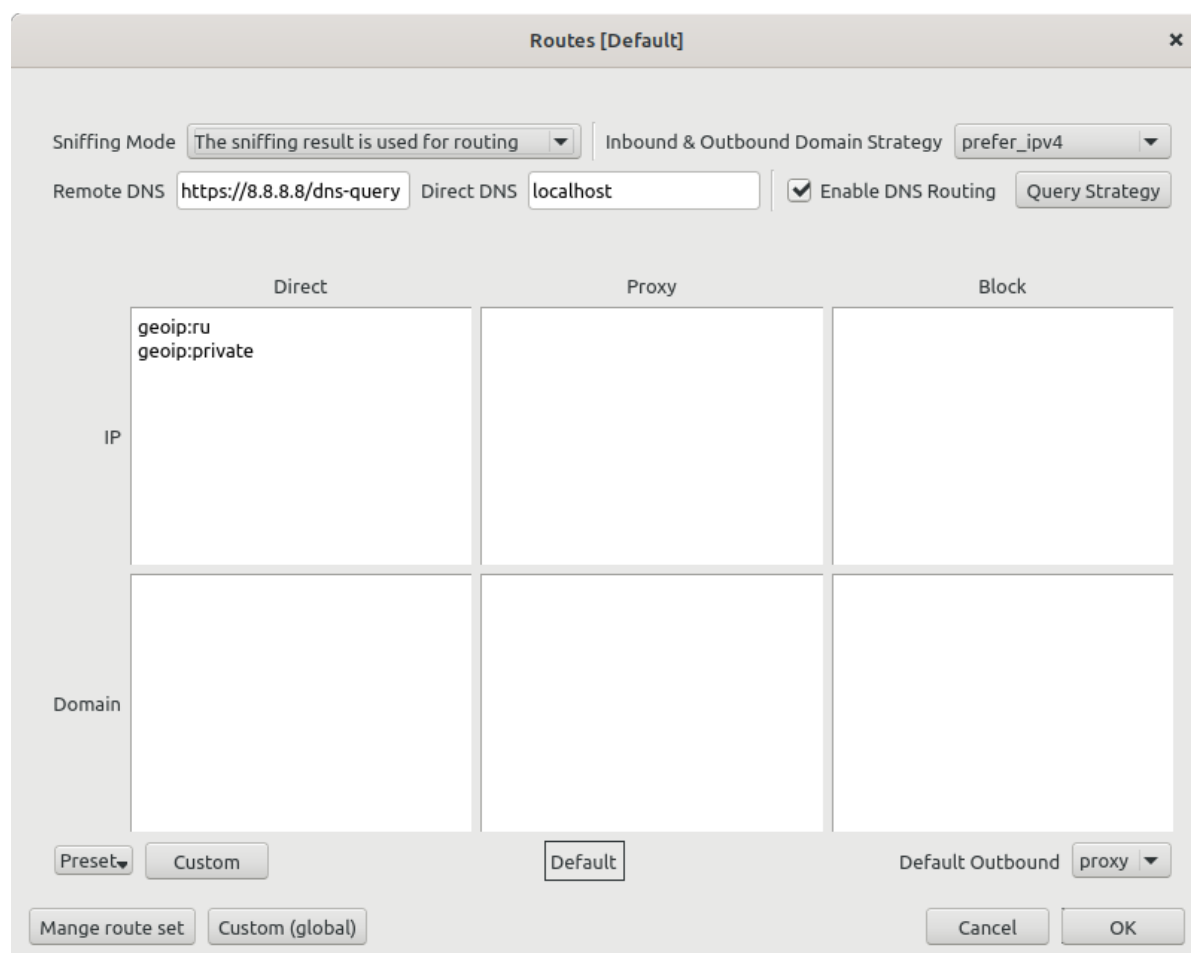 Routes [Default]
Sniffing Mode The sniffing result is used for routing Inbound & Outbound Domain Strategy prefer_ipv4
Remote DNS https://8.8.8.8/dns-query Direct DNS localhost Enable DNS Routing Query Strategy
Direct Proxy Block
geoip:ru
geoip:private
IP
Domain
Preset Custom Default Default Outbound proxy
Mange route set Custom (global) Cancel OK